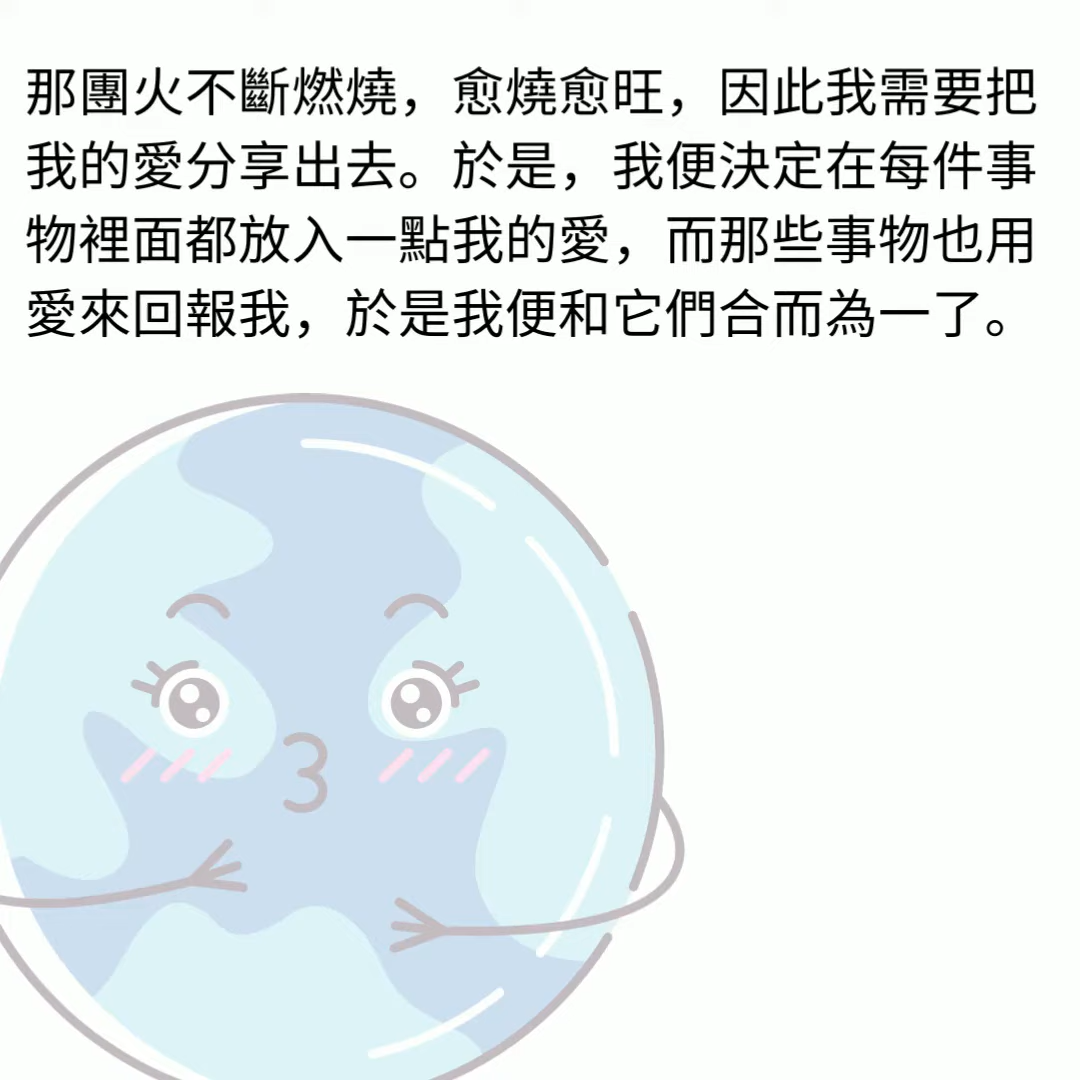 那團火不斷燃燒，愈燒愈旺，因此我需要把
我的愛分享出去。於是，我便決定在每件事
物裡面都放入一點我的愛，而那些事物也用
愛來回報我，於是我便和它們合而為一了。